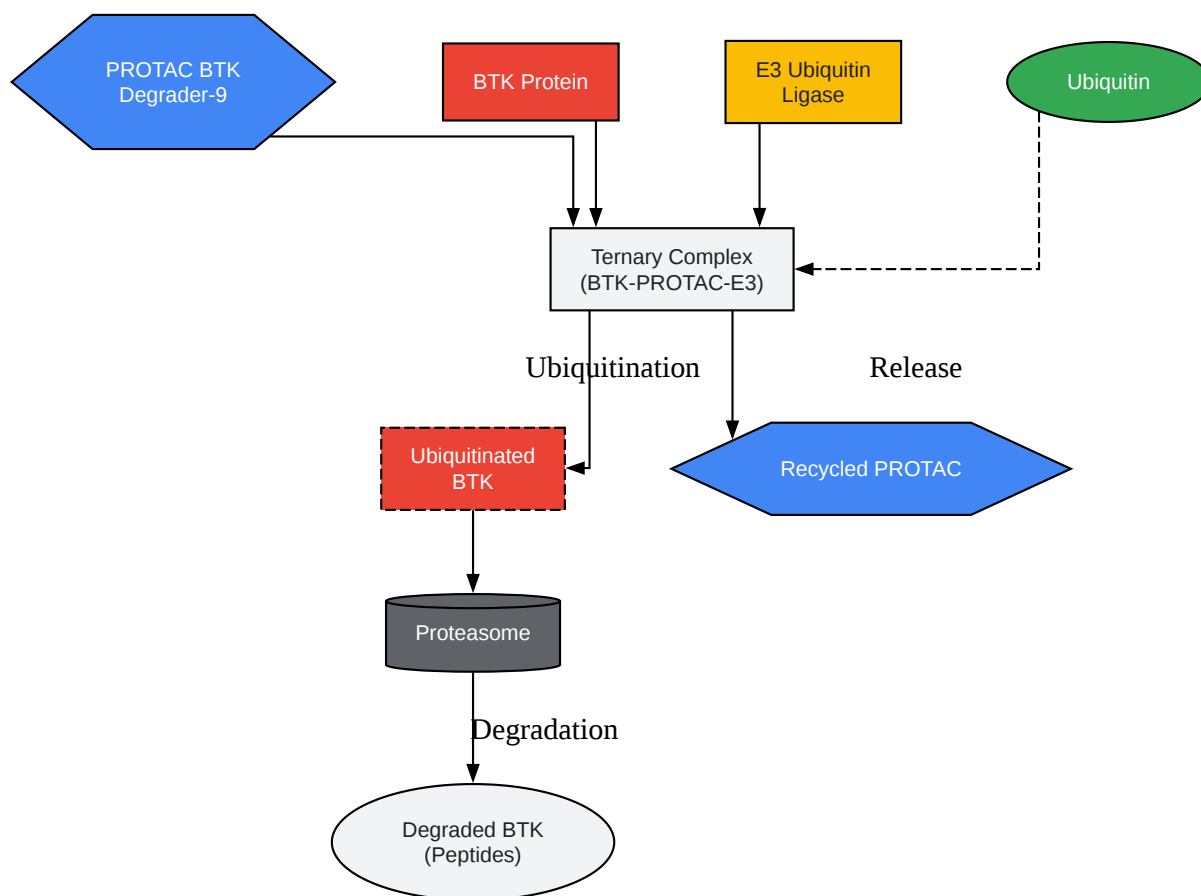 PROTAC BTK
Degrader-9
BTK Protein
E3 Ubiquitin
Ligase
Ubiquitin
Ternary Complex
(BTK-PROTAC-E3)
Ubiquitination
Release
Ubiquitinated
BTK
Recycled PROTAC
Proteasome
Degradation
Degraded BTK
(Peptides)